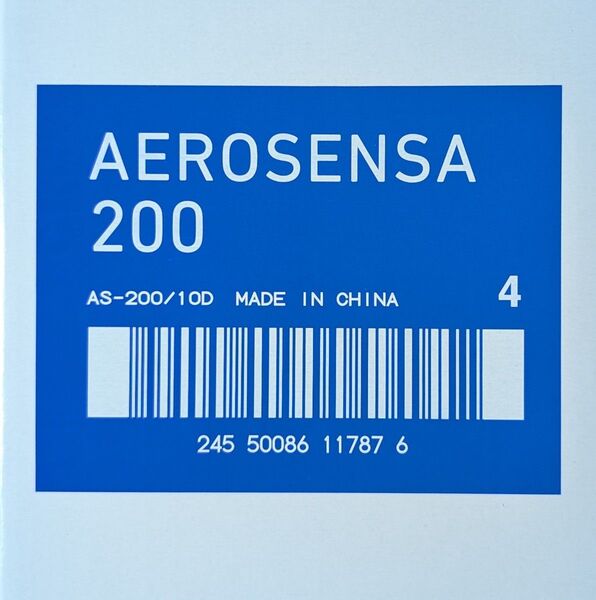 AEROSENSA
200
AS-200/10D MADE IN CHINA 4
245 50086 11787 6